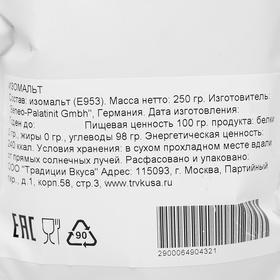 ИЗОМАЛЬТ
Состав: изомальт (Е953). Масса нетто: 250 гр. Изготовитель:
Beneo-Palatinit Gmbh", Германия. Дата изготовления:
Годен до: Пищевая ценность 100 гр. продукта: белки
0 гр., жиры 0 гр., углеводы 98 гр. Энергетическая ценность:
240 ккал. Условия хранения: в сухом прохладном месте вдали
от прямых солнечных лучей. Расфасовано и упаковано:
ООО "Традиции Вкуса" Адрес: 115093, г. Москва, Партийный
пер., д.1, корп.58, стр.3, www.trvkusa.ru
EAC
90
2900064904321